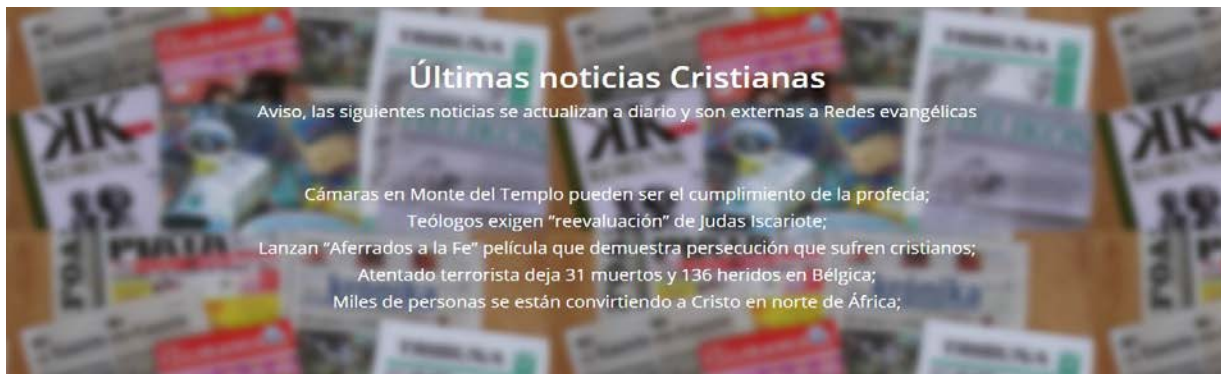 Últimas noticias Cristianas
Aviso, las siguientes noticias se actualizan a diario y son externas a Redes evangélicas
Cámaras en Monte del Templo pueden ser el cumplimiento de la profecía;
Teólogos exigen "reevaluación" de Judas Iscariote;
Lanzan "Aferrados a la Fe" película que demuestra persecución que sufren cristianos;
Atentado terrorista deja 31 muertos y 136 heridos en Bélgica;
Miles de personas se están convirtiendo a Cristo en norte de África;